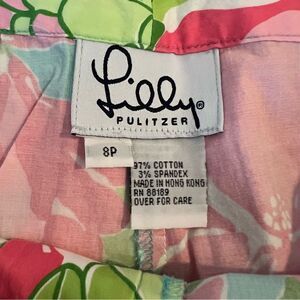 Lilly®
PULITZER
8P
97% COTTON
3% SPANDEX
MADE IN HONG KONG
RN 88189
OVER FOR CARE